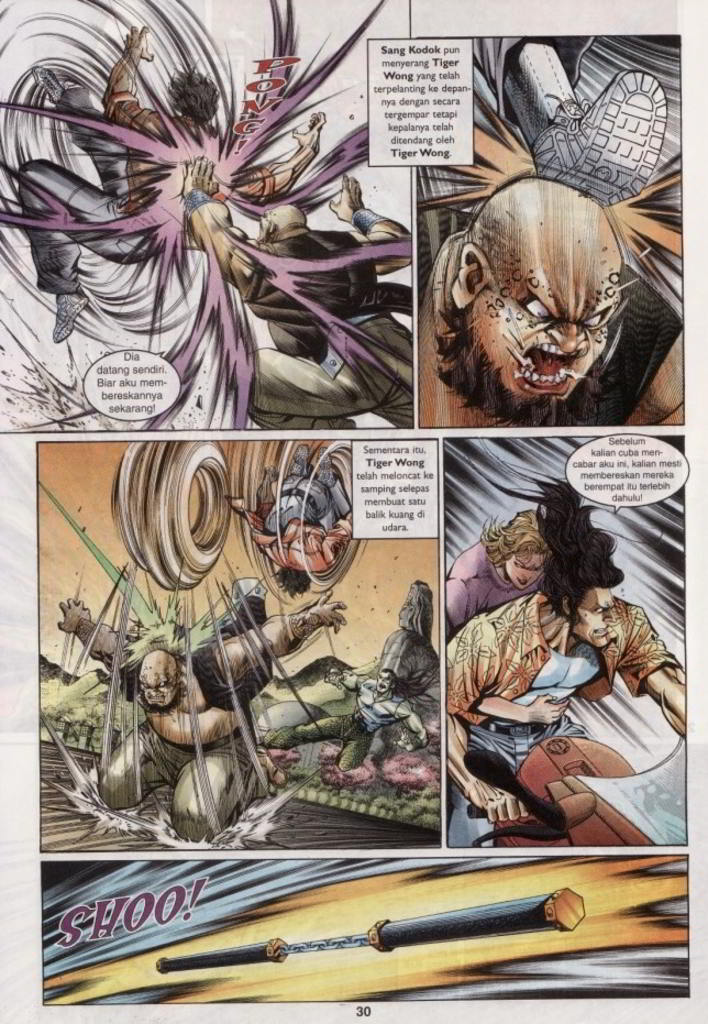 PONG!
Dia
datang sendiri.
Biar aku mem-
bereskannya
sekarang!
Sang Kodok pun
menyerang Tiger
Wong yang telah
terpelanting ke depan-
nya dengan secara
tergempar tetapi
kepalanya telah
ditendang oleh
Tiger Wong.
Sementara itu,
Tiger Wong
telah meloncat ke
samping selepas
membuat satu
balik kuang di
udara.
Sebelum
kalian cuba men-
cabar aku ini, kalian mesti
membereskan mereka
berempat itu terlebih
dahulu!
SHOO!
30